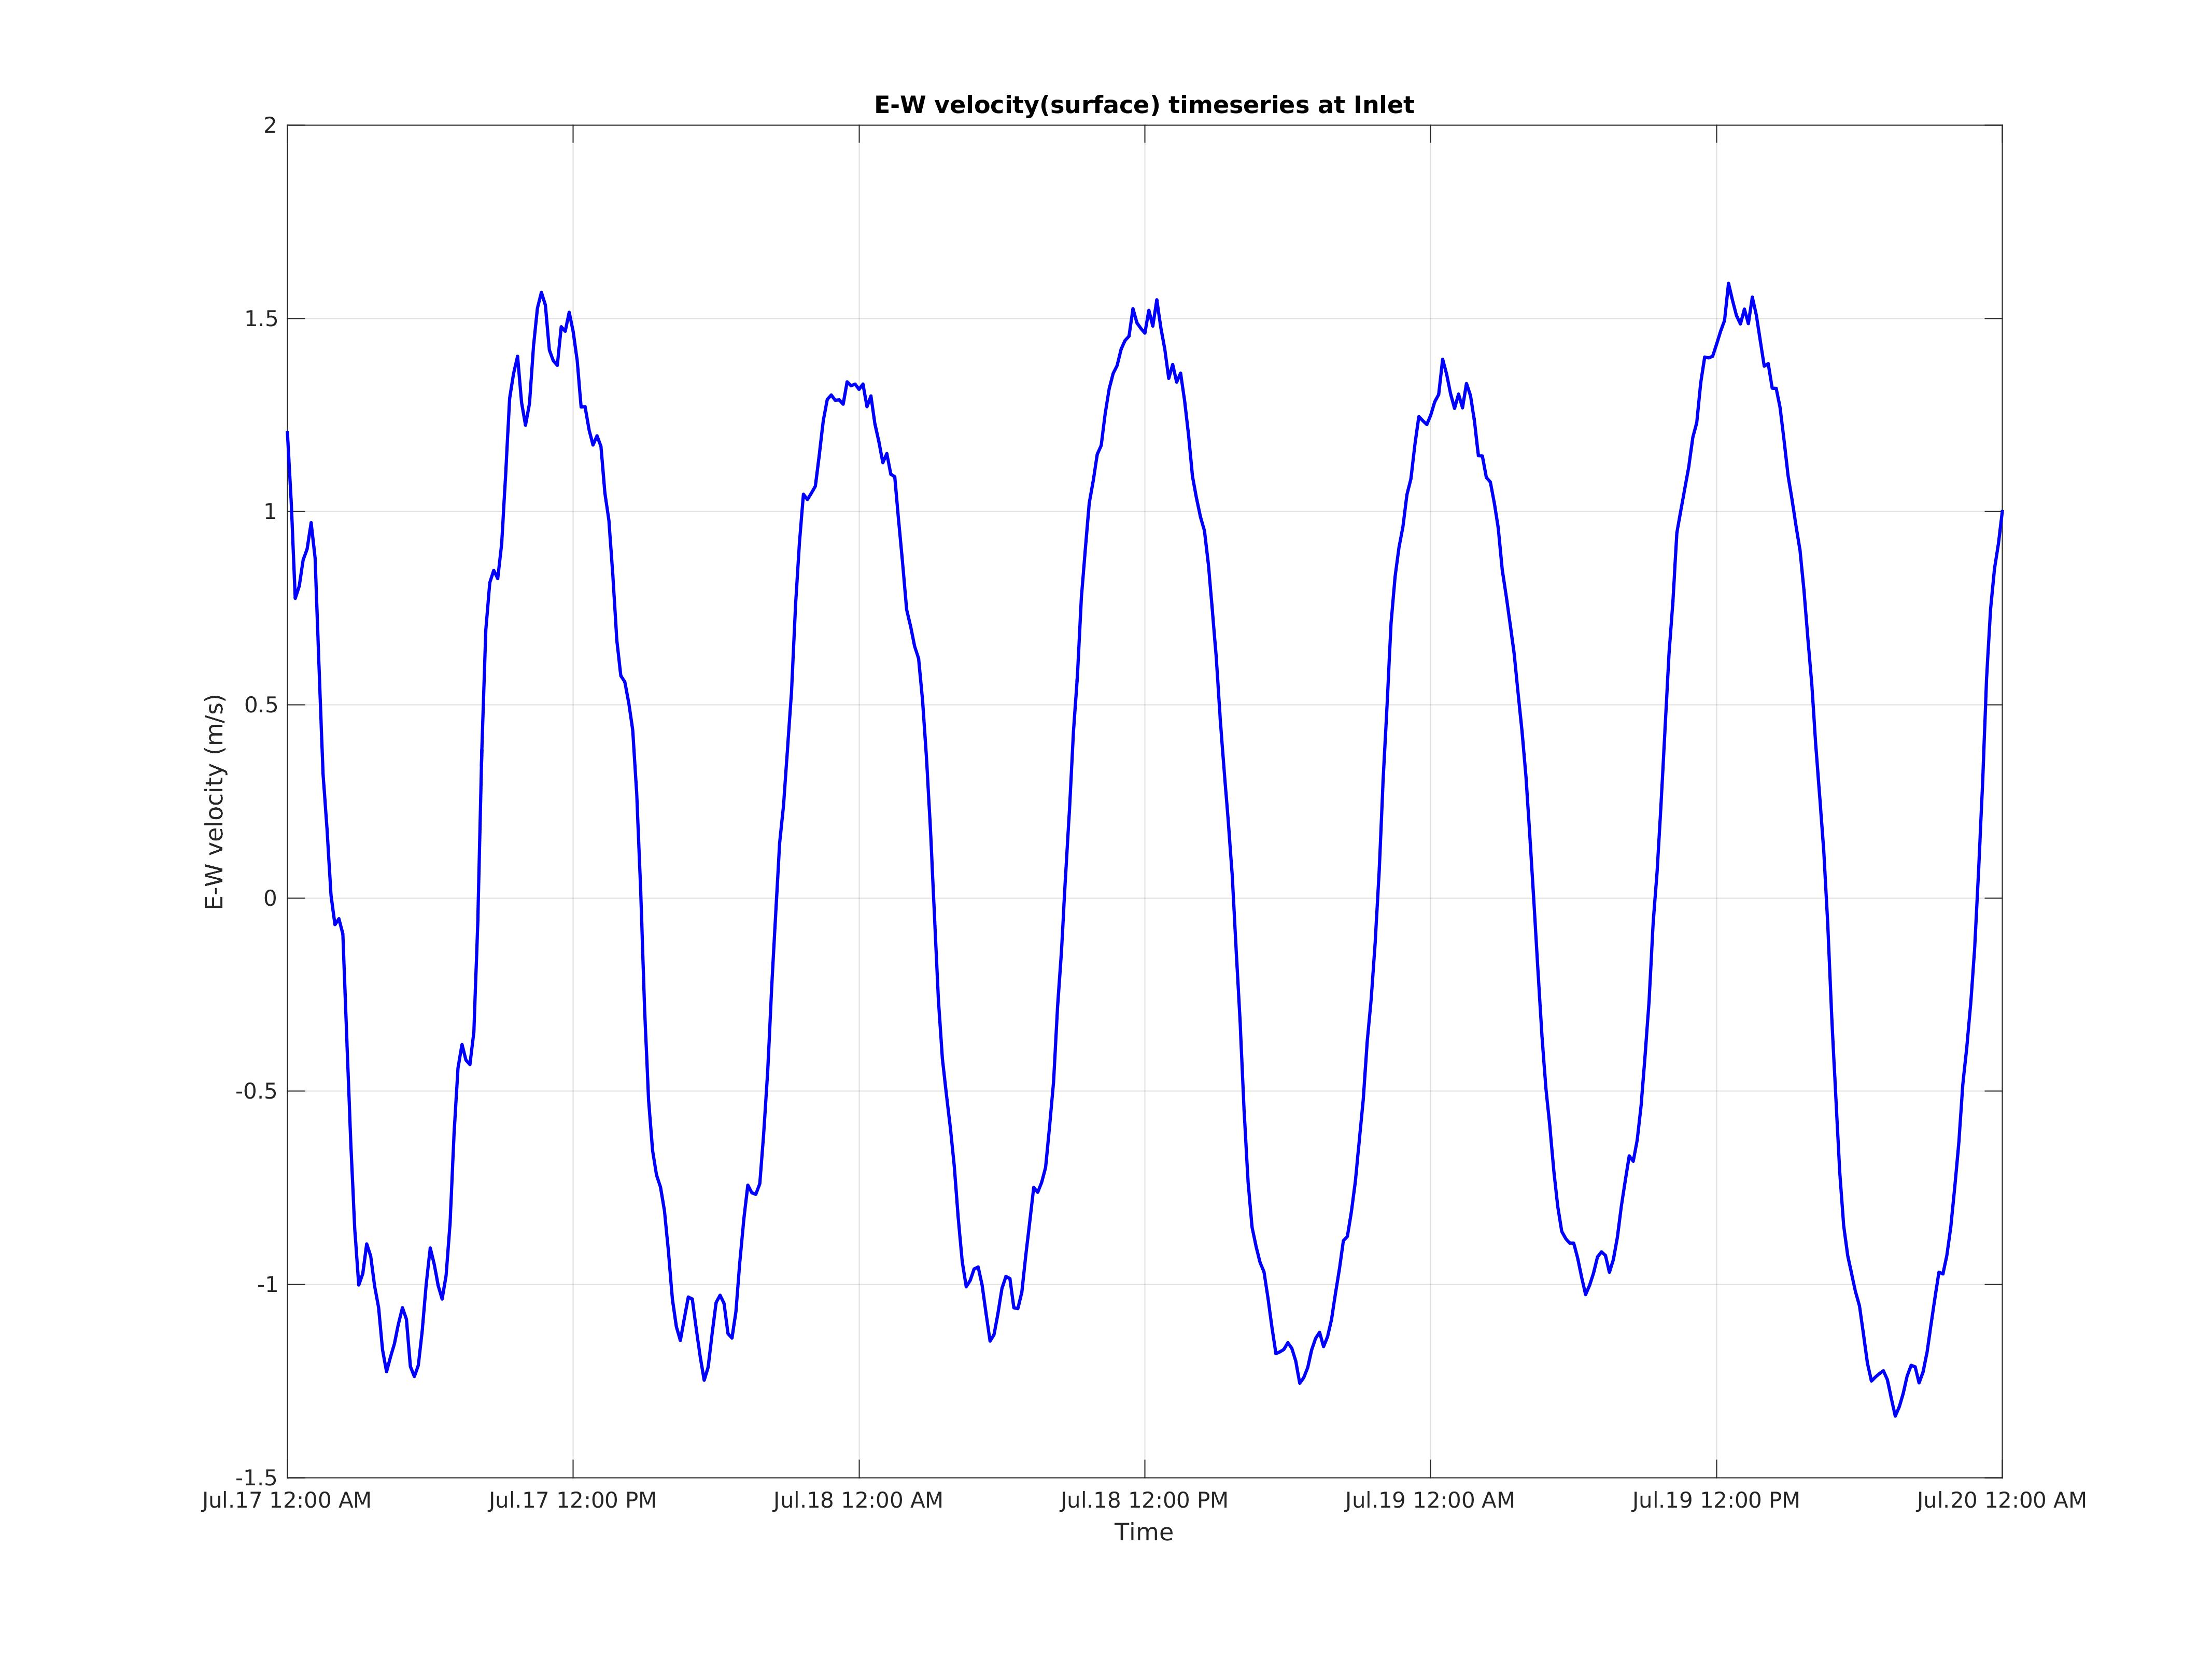 E-W velocity(surface) timeseries at Inlet
2
1.5
1
0.5
0
-0.5
-1
-1.5
E-W velocity (m/s)
Jul.17 12:00 AM
Jul.17 12:00 PM
Jul.18 12:00 AM
Jul.18 12:00 PM
Jul.19 12:00 AM
Jul.19 12:00 PM
Jul.20 12:00 AM
Time